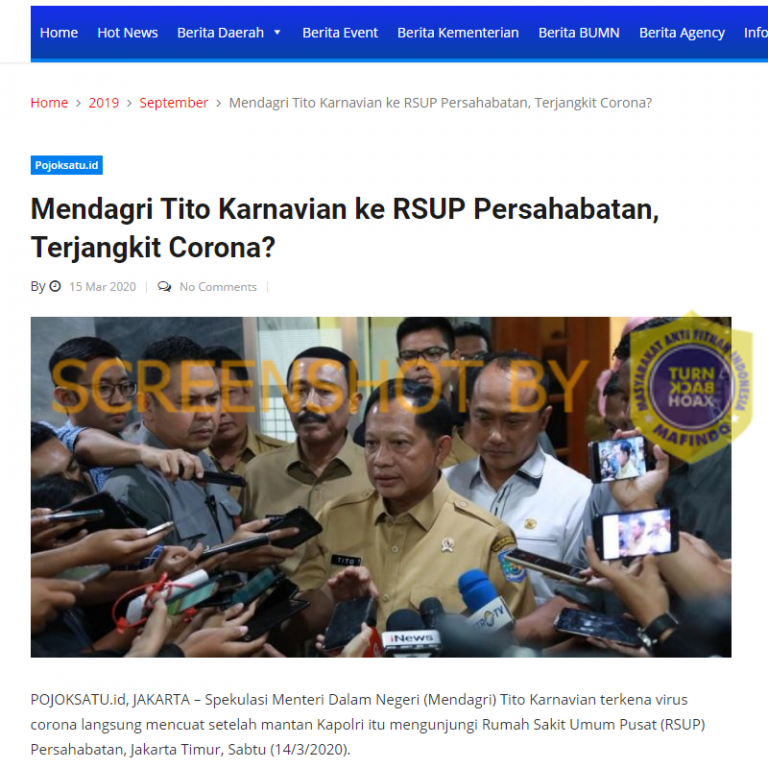 Home Hot News Berita Daerah Berita Event Berita Kementerian Berita BUMN Berita Agency Info
Home > 2019 > September > Mendagri Tito Karnavian ke RSUP Persahabatan, Terjangkit Corona?
Pojoksatu.id
Mendagri Tito Karnavian ke RSUP Persahabatan,
Terjangkit Corona?
By 15 Mar 2020 No Comments
SCREENSHOT BY
MASYARAKAT ANTI FITNAH INDONESIA
TURN
BACK
HOAX
MAFINDO
TITO
iNews
POJOKSATU.id, JAKARTA – Spekulasi Menteri Dalam Negeri (Mendagri) Tito Karnavian terkena virus
corona langsung mencuat setelah mantan Kapolri itu mengunjungi Rumah Sakit Umum Pusat (RSUP)
Persahabatan, Jakarta Timur, Sabtu (14/3/2020).